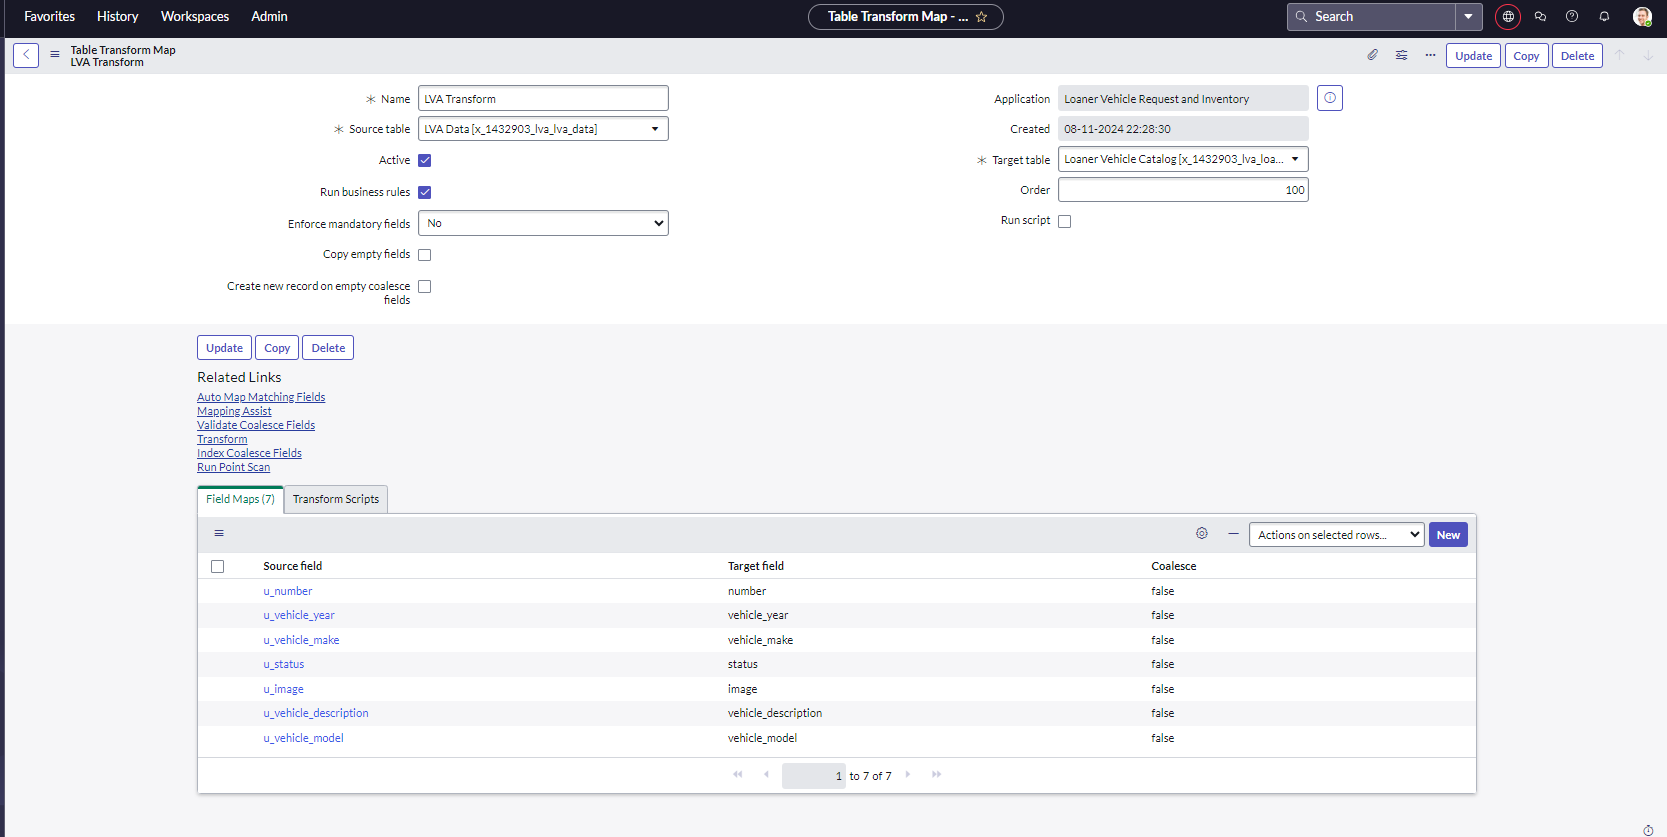 Favorites History Workspaces Admin
Table Transform Map - ...
Search
Table Transform Map
LVA Transform
Update Copy Delete
Name LVA Transform
Source table LVA Data [x_1432903_lva_lva_data]
Active
Run business rules
Enforce mandatory fields No
Copy empty fields
Create new record on empty coalesce
fields
Application Loaner Vehicle Request and Inventory
Created 08-11-2024 22:28:30
Target table Loaner Vehicle Catalog [x_1432903_lva_loa...
Order 100
Run script
Update Copy Delete
Related Links
Auto Map Matching Fields
Mapping Assist
Validate Coalesce Fields
Transform
Index Coalesce Fields
Run Point Scan
Field Maps (7) Transform Scripts
Actions on selected rows... New
Source field Target field Coalesce
u_number number false
u_vehicle_year vehicle_year false
u_vehicle_make vehicle_make false
u_status status false
u_image image false
u_vehicle_description vehicle_description false
u_vehicle_model vehicle_model false
1 to 7 of 7